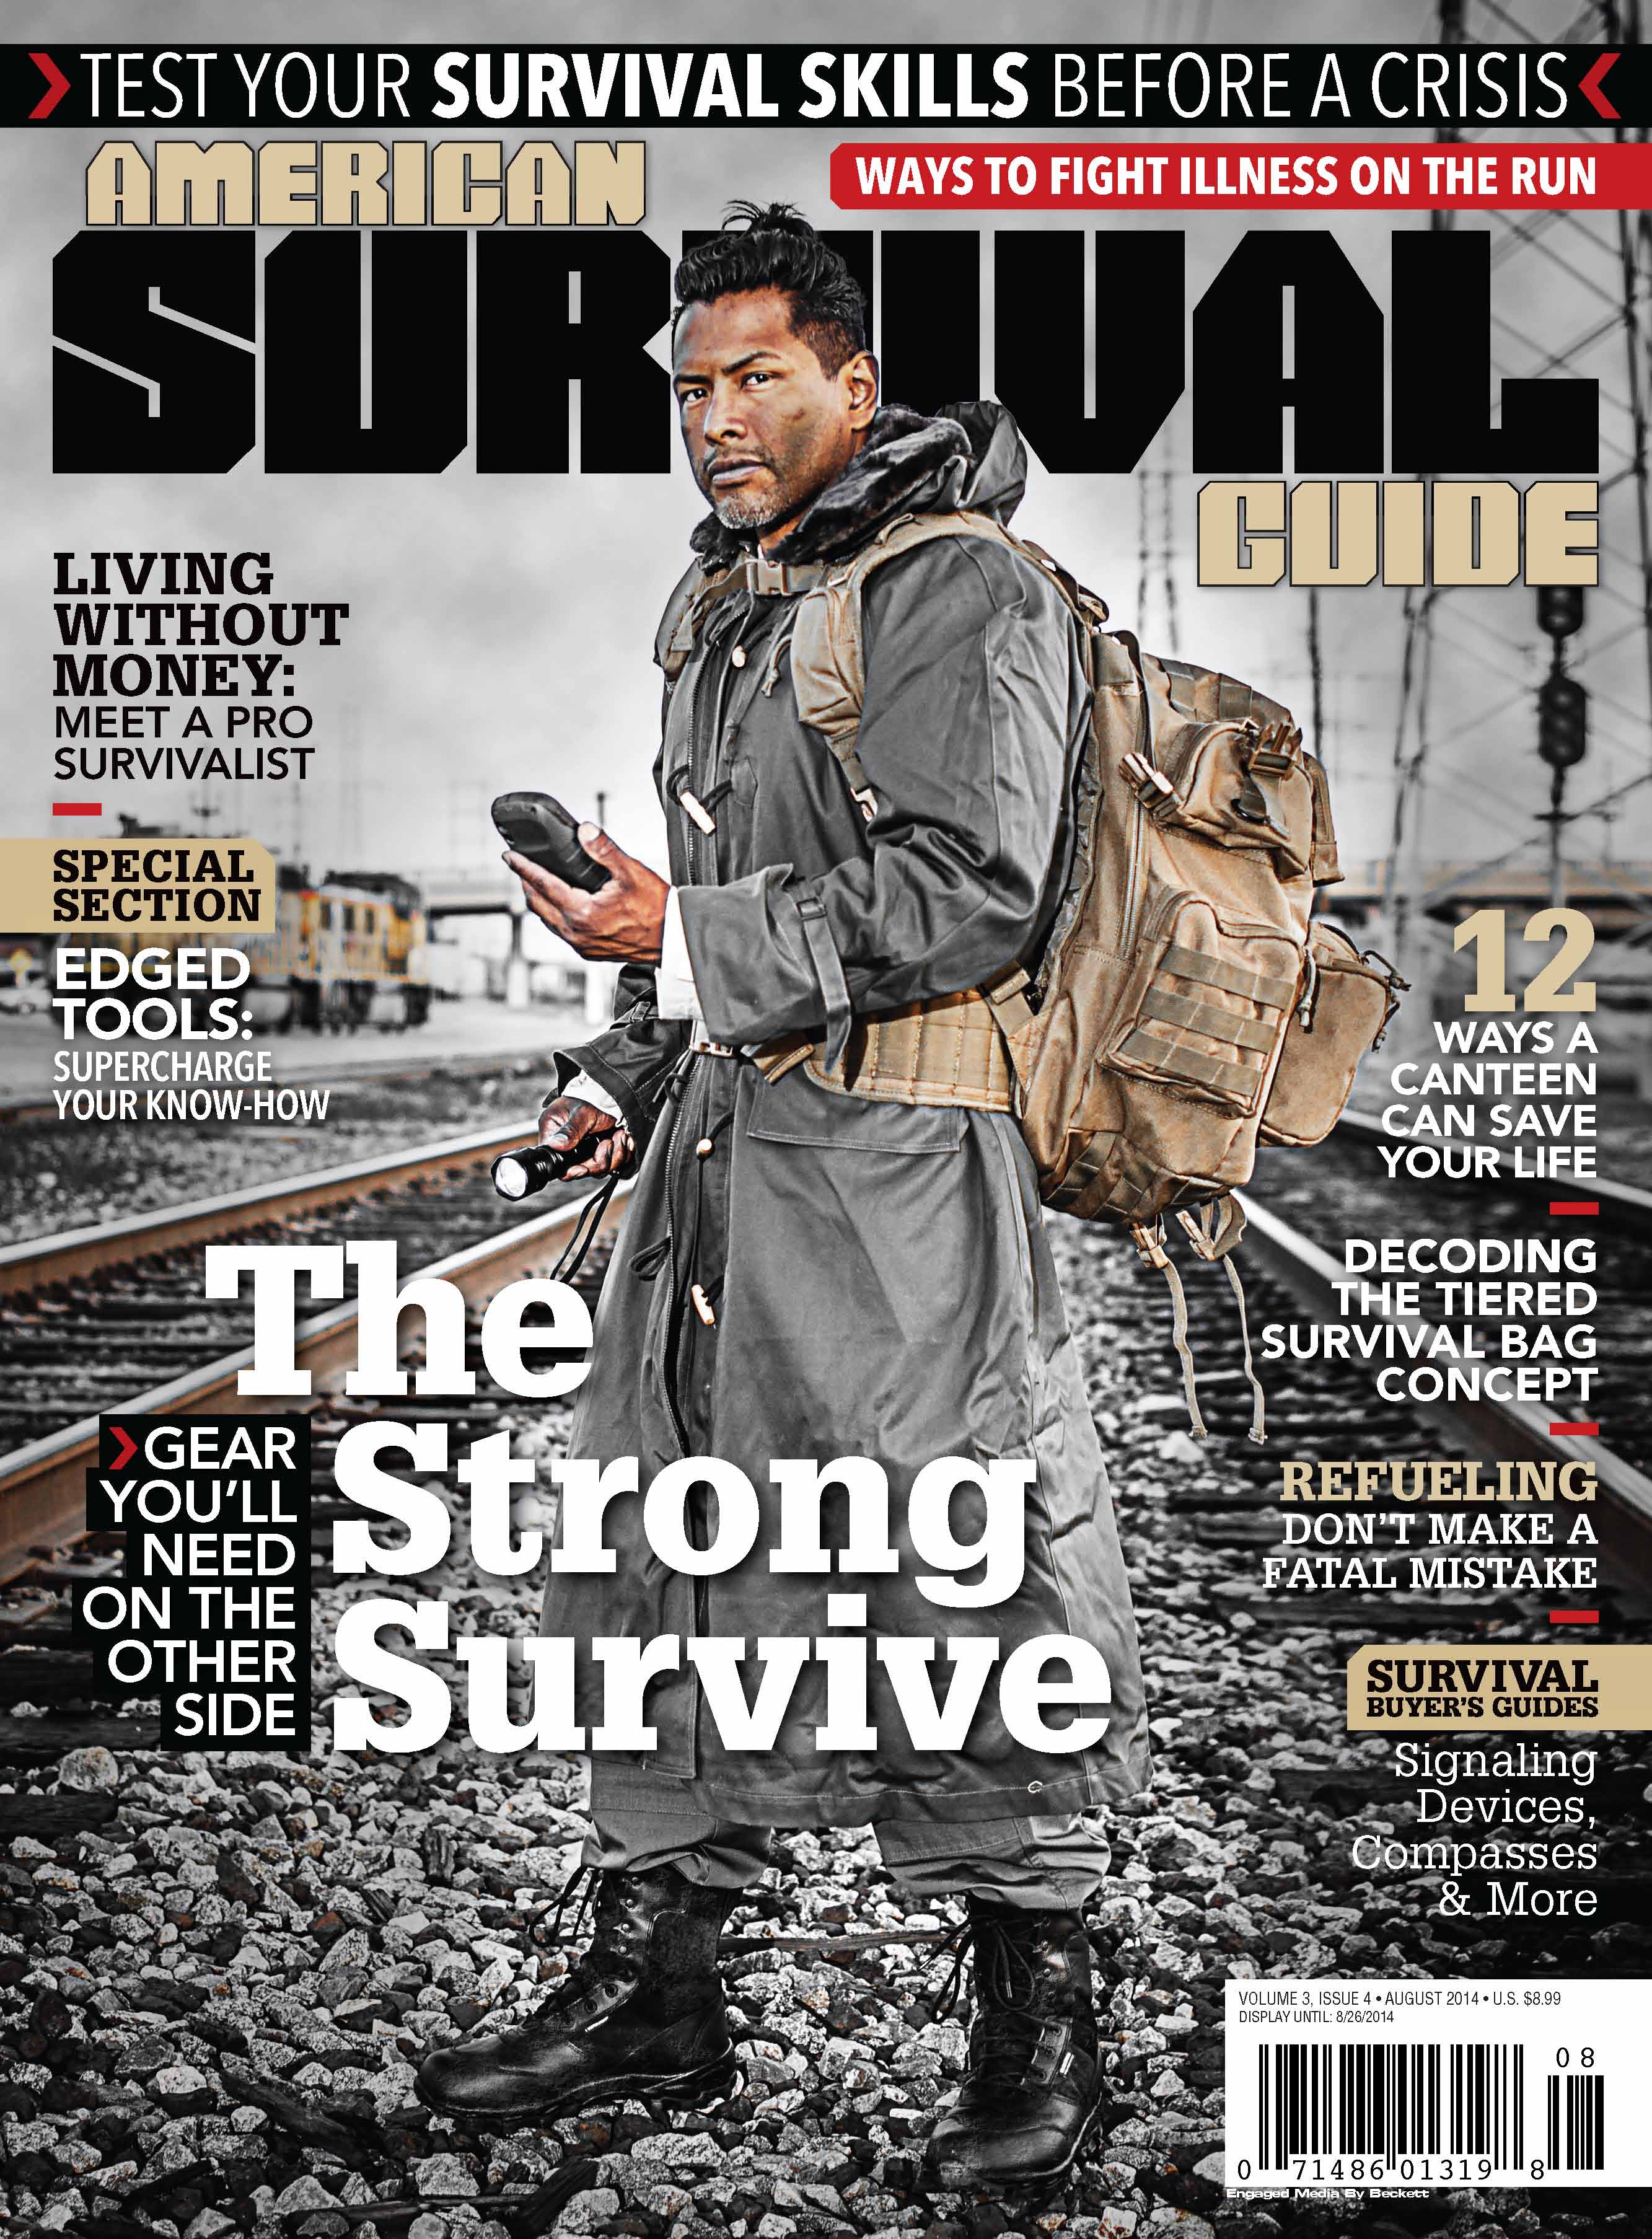 TEST YOUR SURVIVAL SKILLS BEFORE A CRISIS
AMERICAN
WAYS TO FIGHT ILLNESS ON THE RUN
SURVIVAL
GUIDE
LIVING
WITHOUT
MONEY:
MEET A PRO
SURVIVALIST
SPECIAL
SECTION
EDGED
TOOLS:
SUPERCHARGE
YOUR KNOW-HOW
12
WAYS A
CANTEEN
CAN SAVE
YOUR LIFE
DECODING
THE TIERED
SURVIVAL BAG
CONCEPT
REFUELING
DON'T MAKE A
FATAL MISTAKE
The
Strong
Survive
GEAR
YOU'LL
NEED
ON THE
OTHER
SIDE
SURVIVAL
BUYER'S GUIDES
Signaling
Devices,
Compasses
& More
VOLUME 3, ISSUE 4 • AUGUST 2014 • U.S. $8.99
DISPLAY UNTIL: 8/26/2014
08
0 71486 01319 8
Engaged Media By Beckett